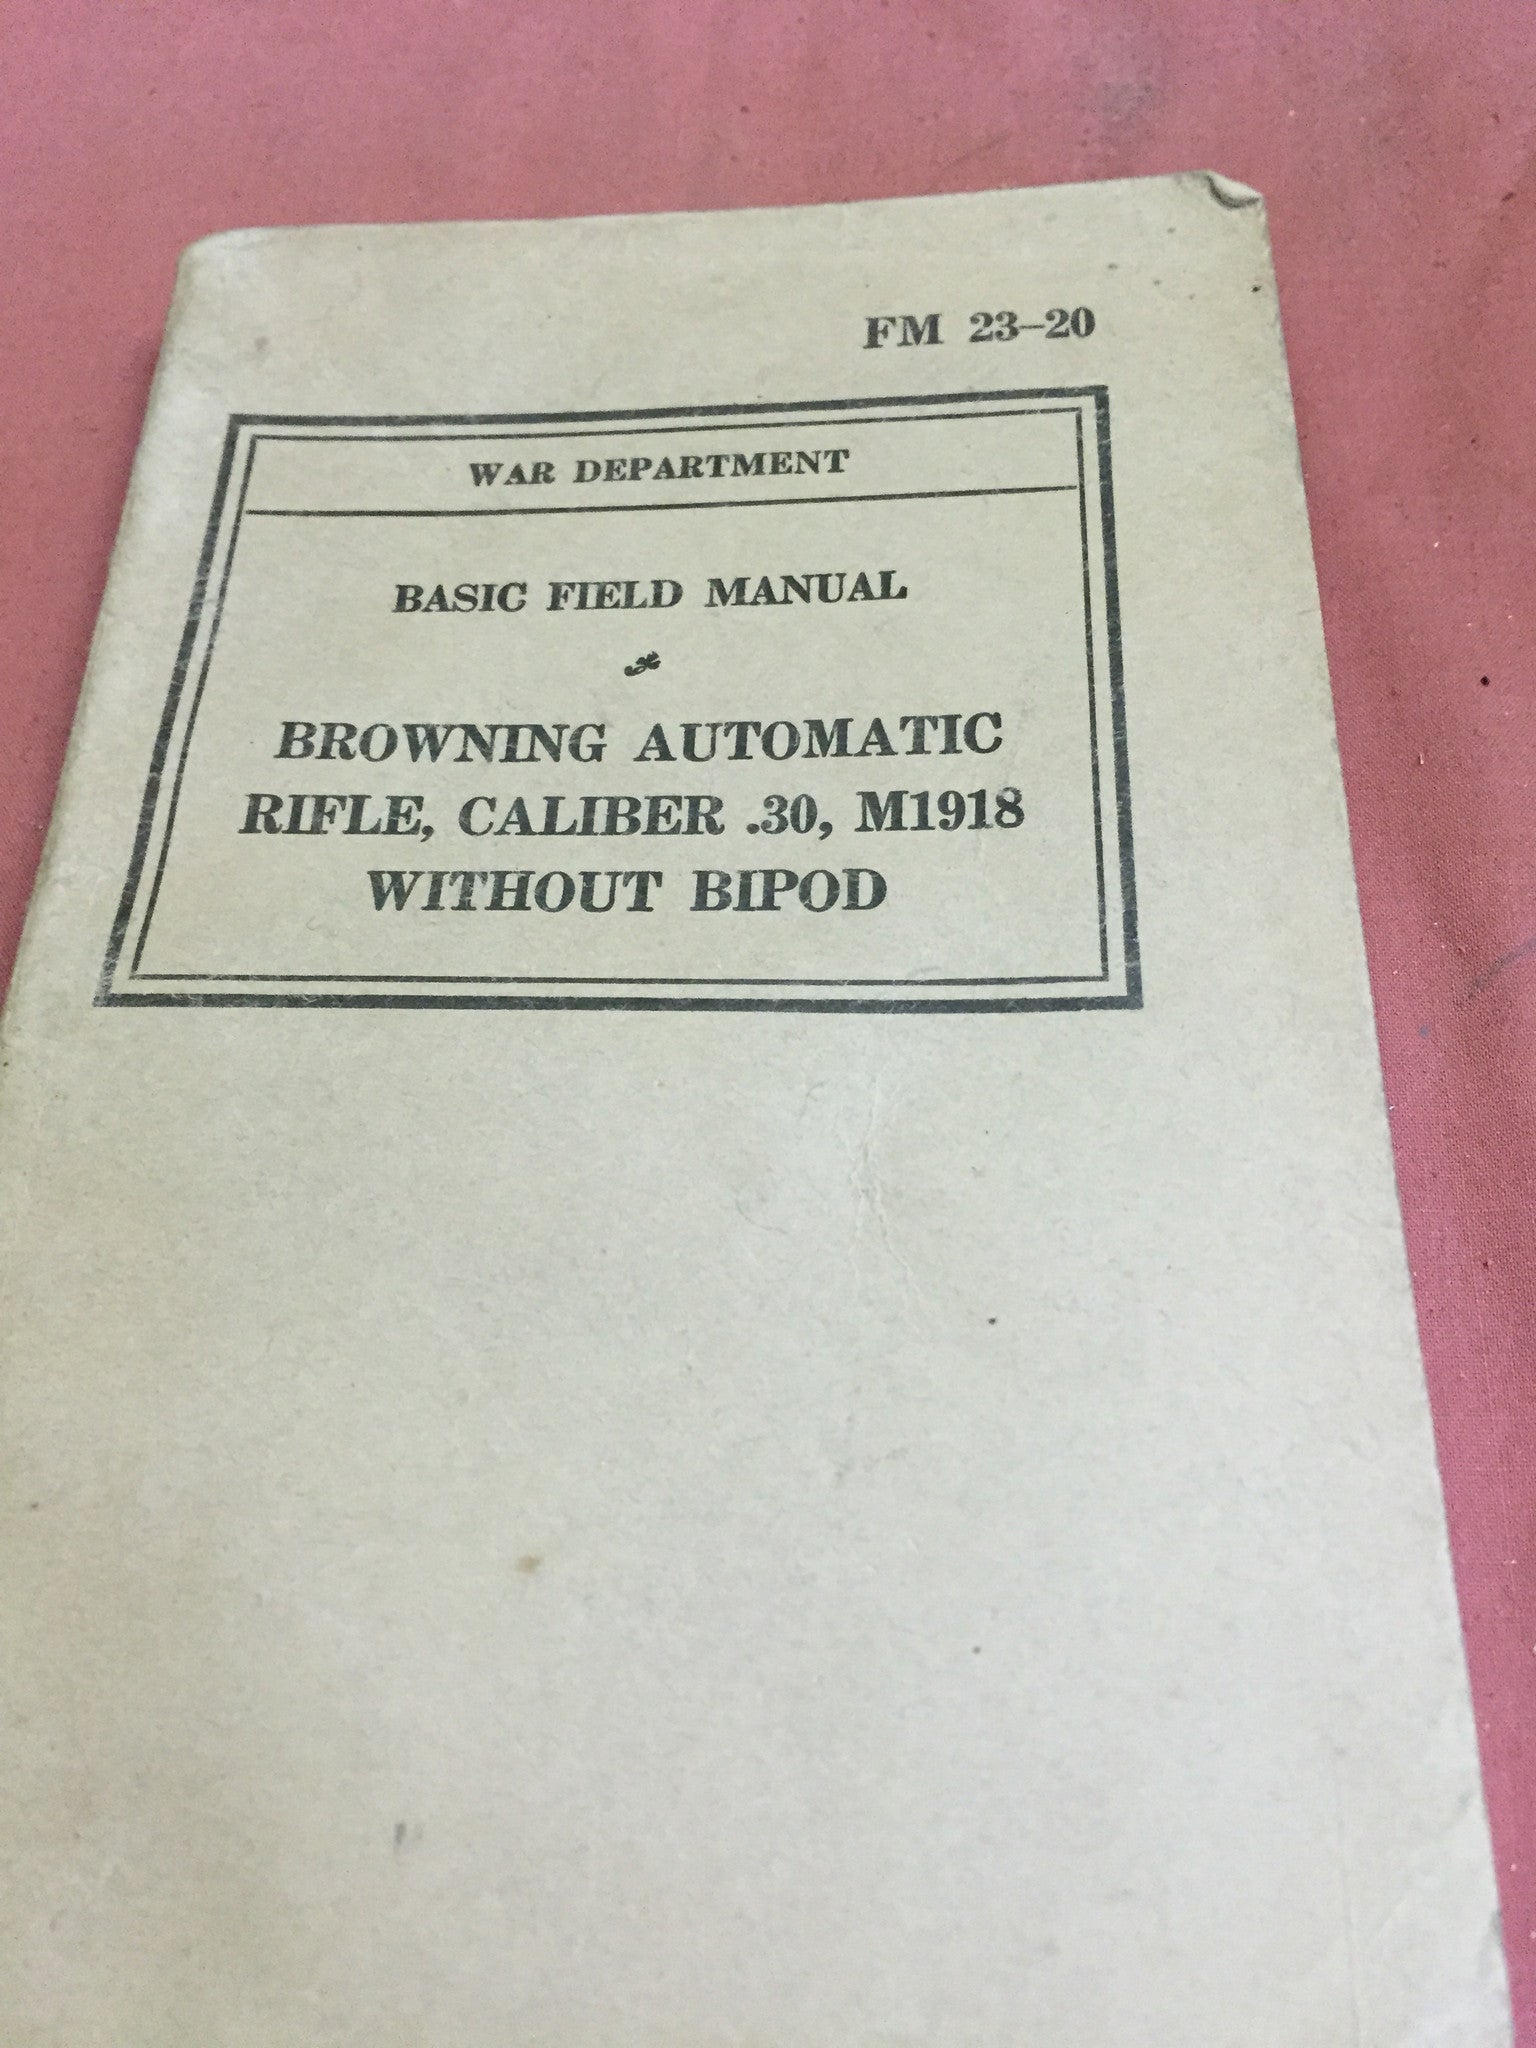 FM 23–20
WAR DEPARTMENT
BASIC FIELD MANUAL
BROWNING AUTOMATIC
RIFLE, CALIBER .30, M1918
WITHOUT BIPOD